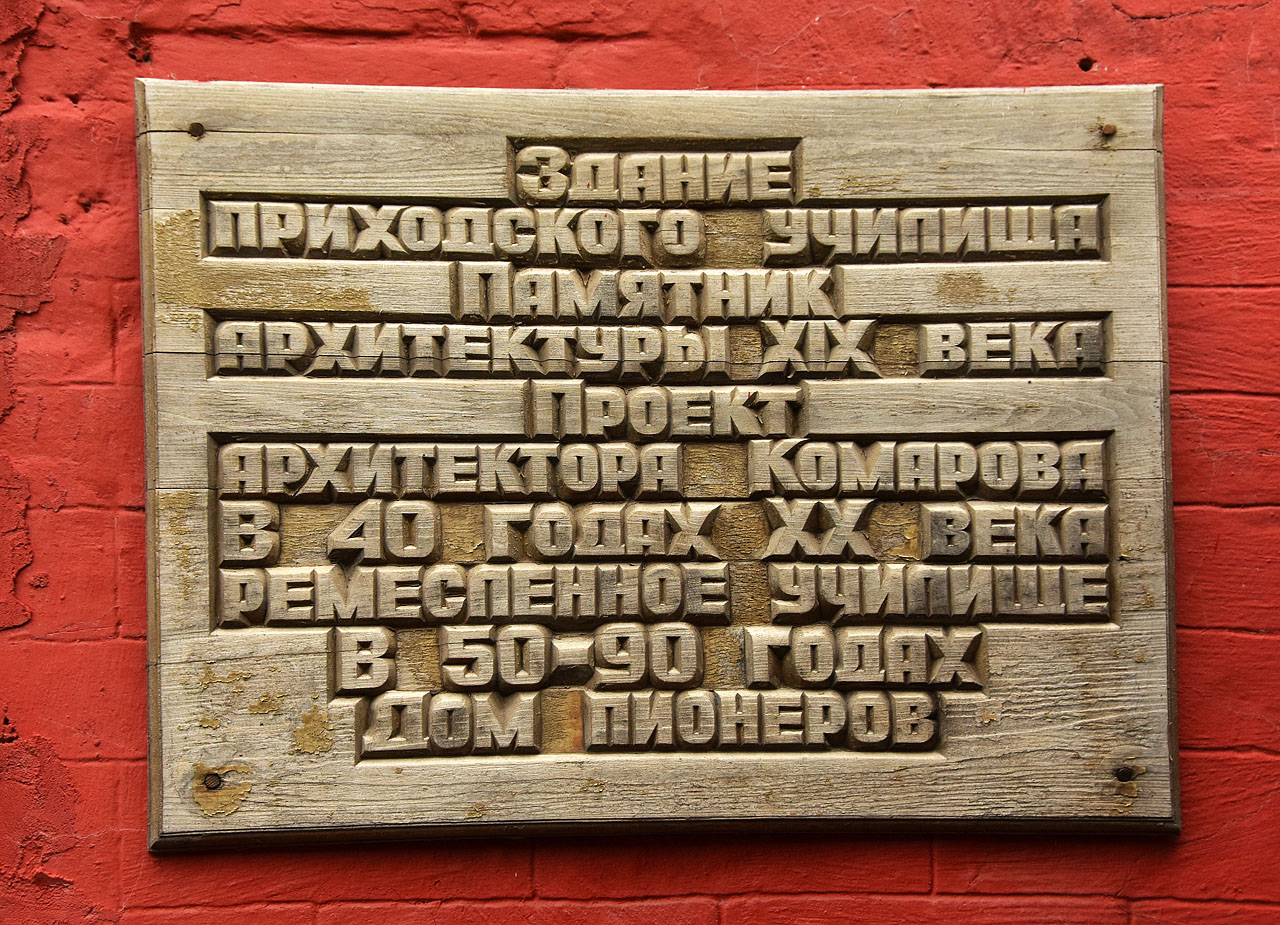 Здание
приходского училища
Памятник
архитектуры XIX века
Проект
архитектора Комарова
В 40 годах XX века
ремесленное училище
В 50-90 годах
Дом пионеров